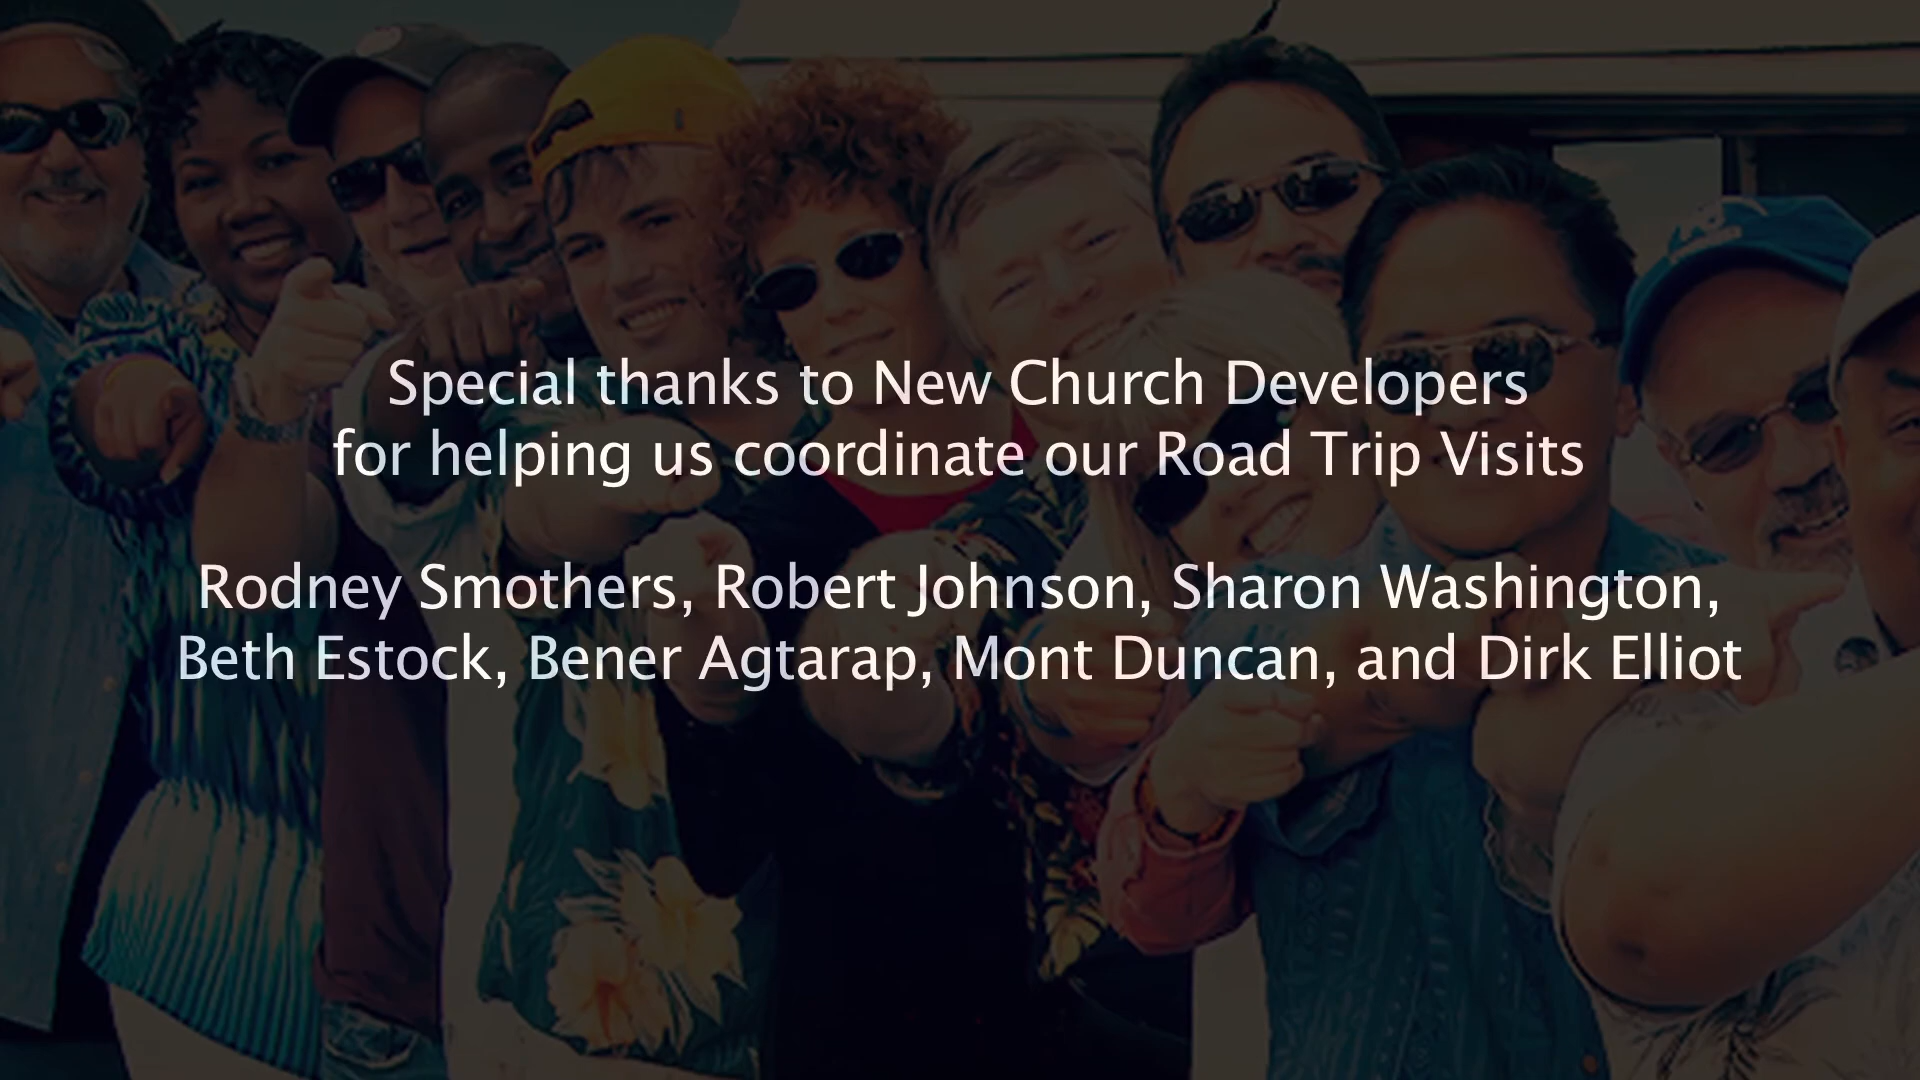 Special thanks to New Church Developers
for helping us coordinate our Road Trip Visits
Rodney Smothers, Robert Johnson, Sharon Washington,
Beth Estock, Bener Agtarap, Mont Duncan, and Dirk Elliot